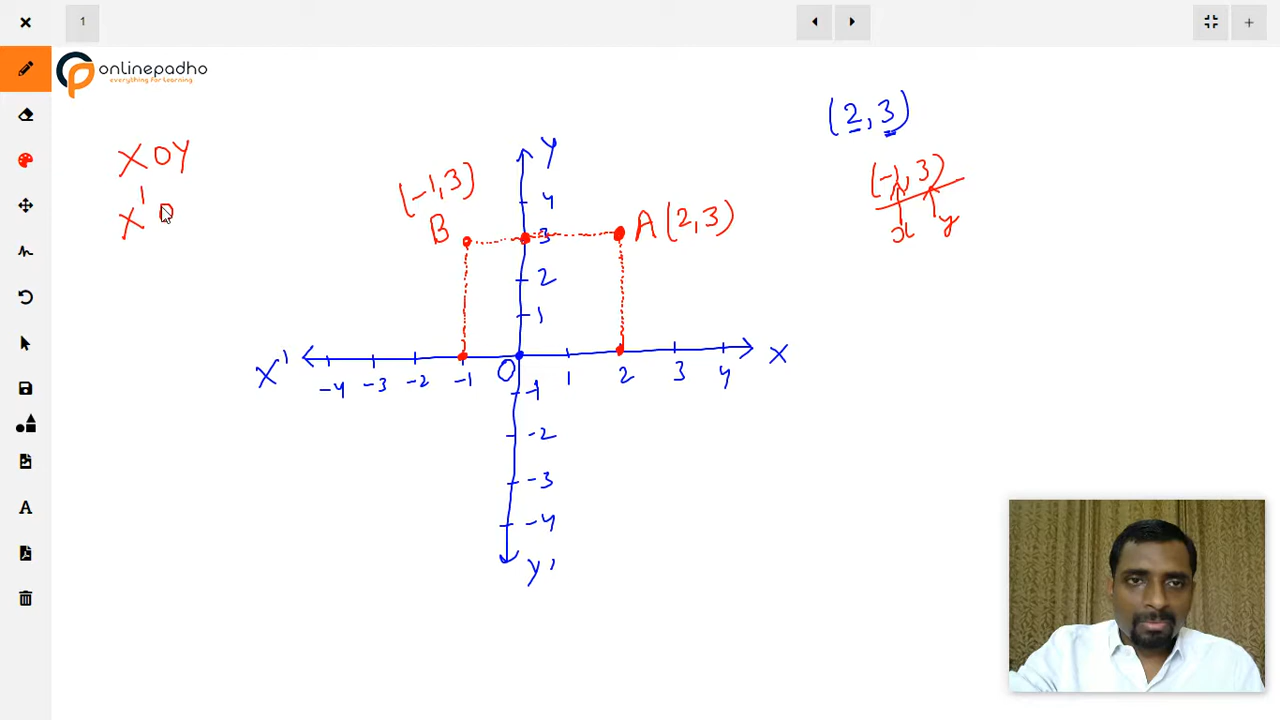 1
onlinepadho
everything for Learning
(2, 3)
XOY
(-1, 3)
x y
X' O
Y
(-1, 3)
B
A (2, 3)
4
3
2
1
X' O X
-4 -3 -2 -1 1 2 3 4
-1
-2
-3
-4
Y'
A